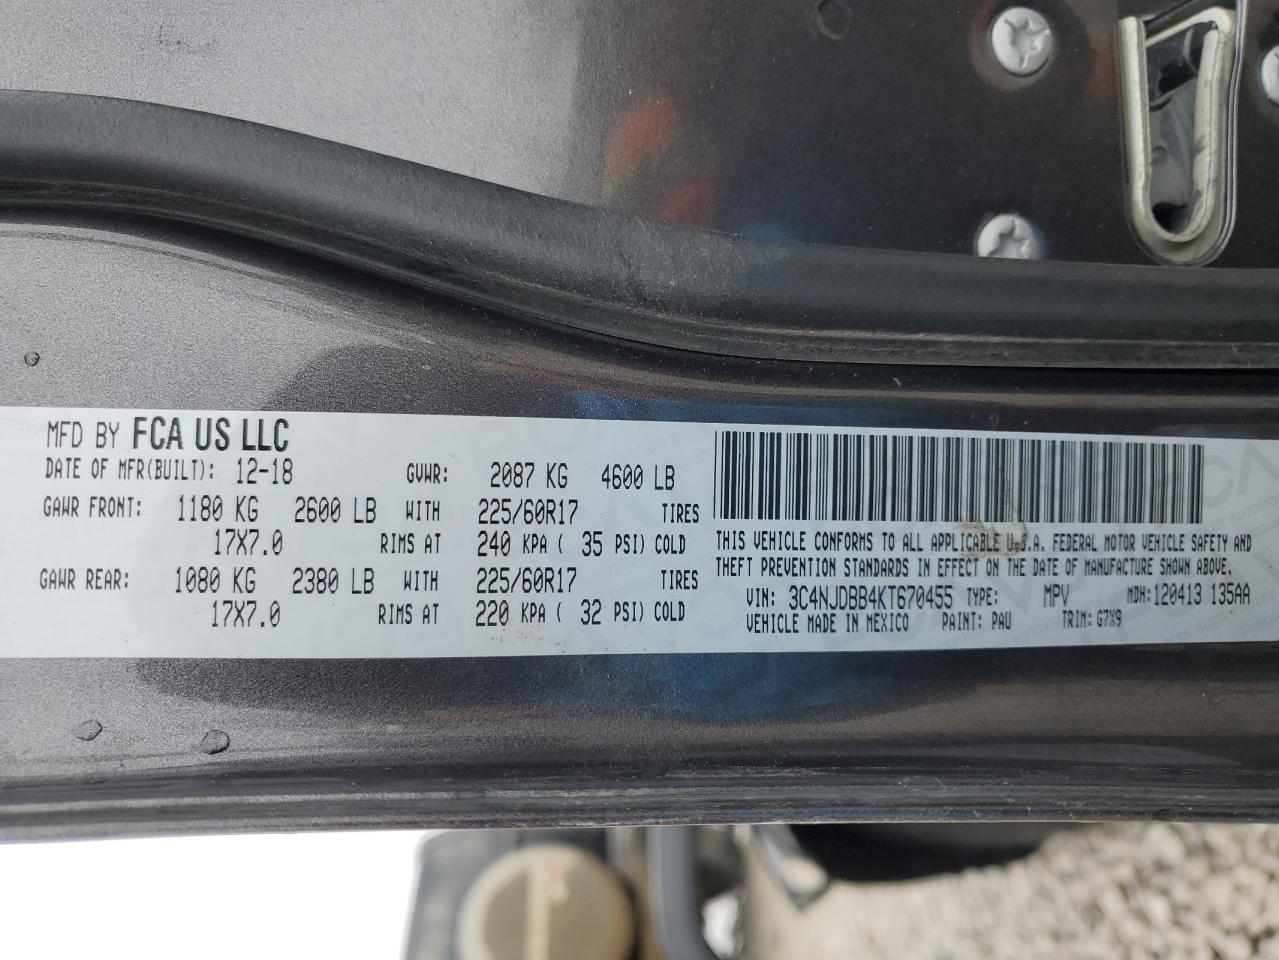 MFD BY FCA US LLC
DATE OF MFR(BUILT): 12-18 GVWR: 2087 KG 4600 LB
GAWR FRONT: 1180 KG 2600 LB WITH 225/60R17 TIRES
17X7.0 RIMS AT 240 KPA ( 35 PSI) COLD
GAWR REAR: 1080 KG 2380 LB WITH 225/60R17 TIRES
17X7.0 RIMS AT 220 KPA ( 32 PSI) COLD
THIS VEHICLE CONFORMS TO ALL APPLICABLE U.S.A. FEDERAL MOTOR VEHICLE SAFETY AND
THEFT PREVENTION STANDARDS IN EFFECT ON THE DATE OF MANUFACTURE SHOWN ABOVE.
VIN: 3C4NJDBB4KT670455 TYPE: MPV MDH:120413 135AA
VEHICLE MADE IN MEXICO PAINT: PAU TRIM: G7X9